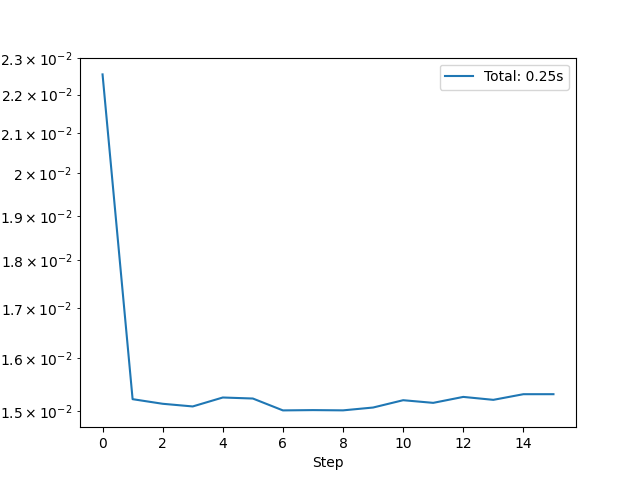 2.3 × 10⁻²
Total: 0.25s
2.2 × 10⁻²
2.1 × 10⁻²
2 × 10⁻²
1.9 × 10⁻²
1.8 × 10⁻²
1.7 × 10⁻²
1.6 × 10⁻²
1.5 × 10⁻²
0 2 4 6 8 10 12 14
Step